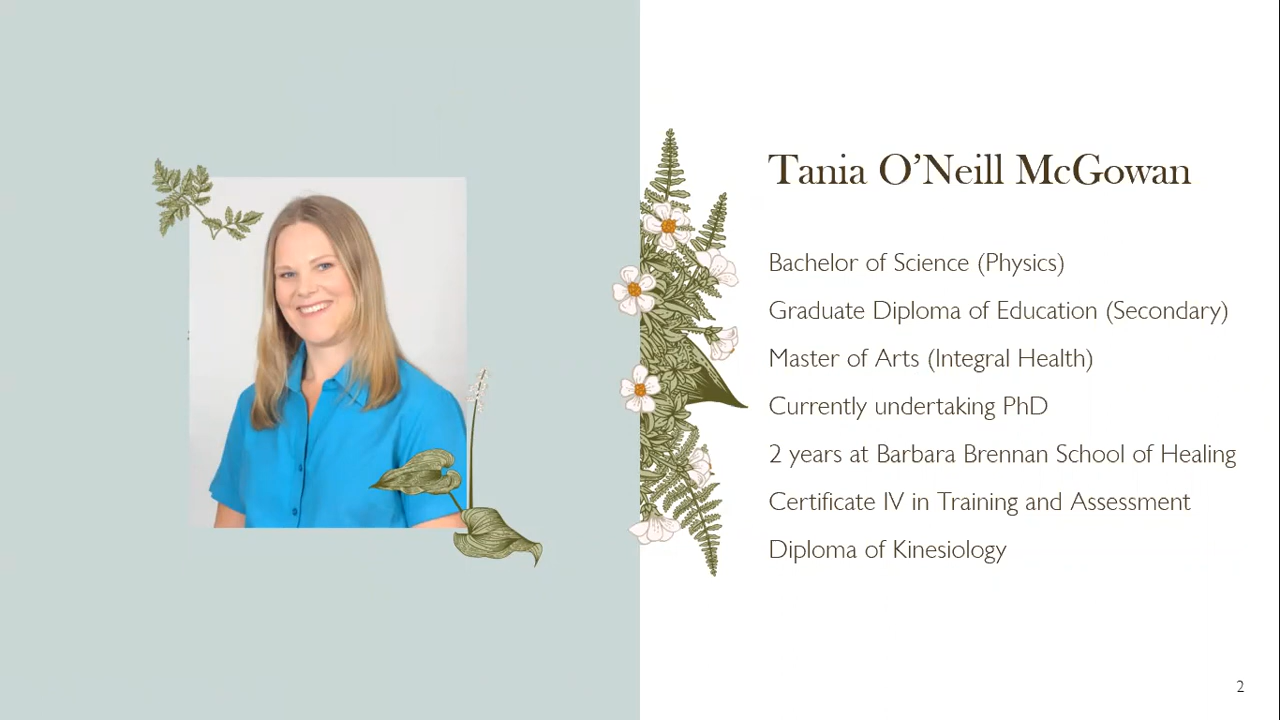 Tania O’Neill McGowan
Bachelor of Science (Physics)
Graduate Diploma of Education (Secondary)
Master of Arts (Integral Health)
Currently undertaking PhD
2 years at Barbara Brennan School of Healing
Certificate IV in Training and Assessment
Diploma of Kinesiology
2